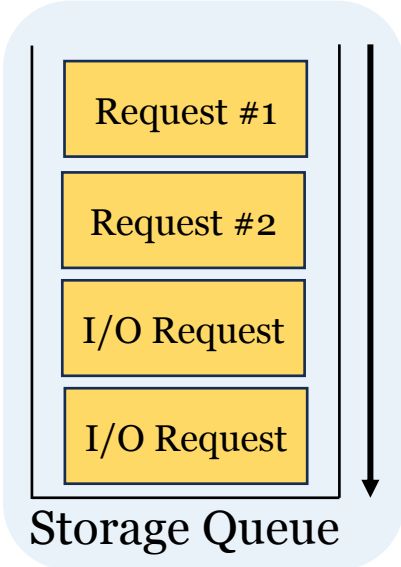 Request #1
Request #2
I/O Request
I/O Request
Storage Queue